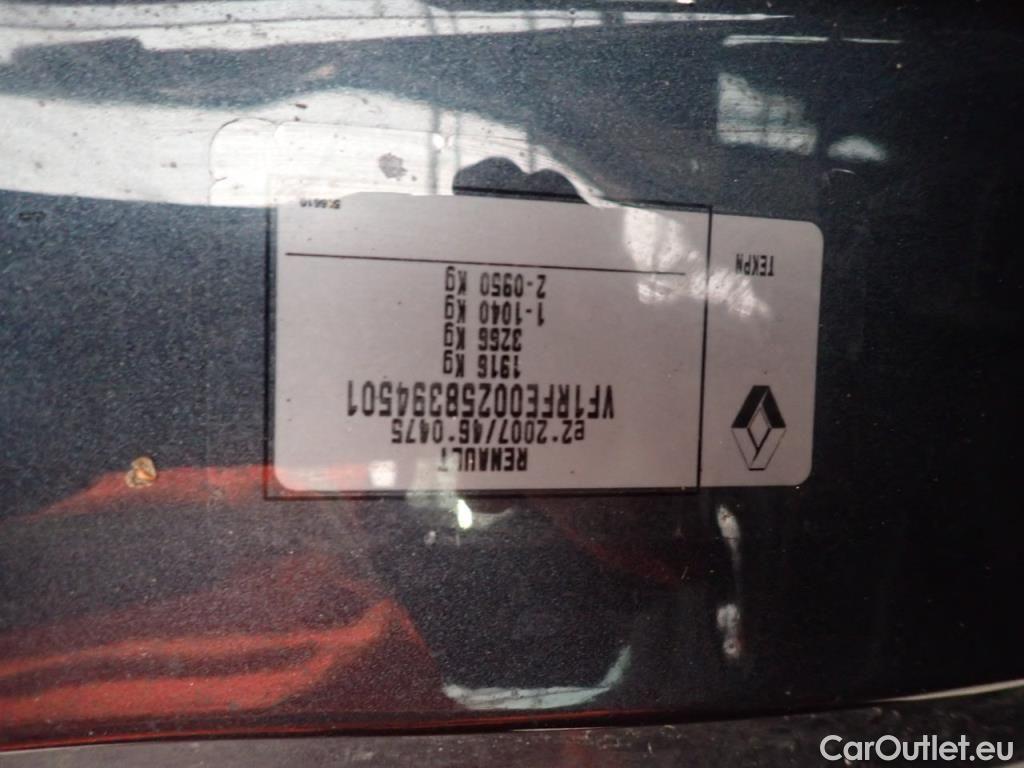 RENAULT
e2*2007/46*0475
VF1RFE00258394501
1916 Kg
3266 Kg
1-1040 Kg
2-0950 Kg
TEKPN
CarOutlet.eu